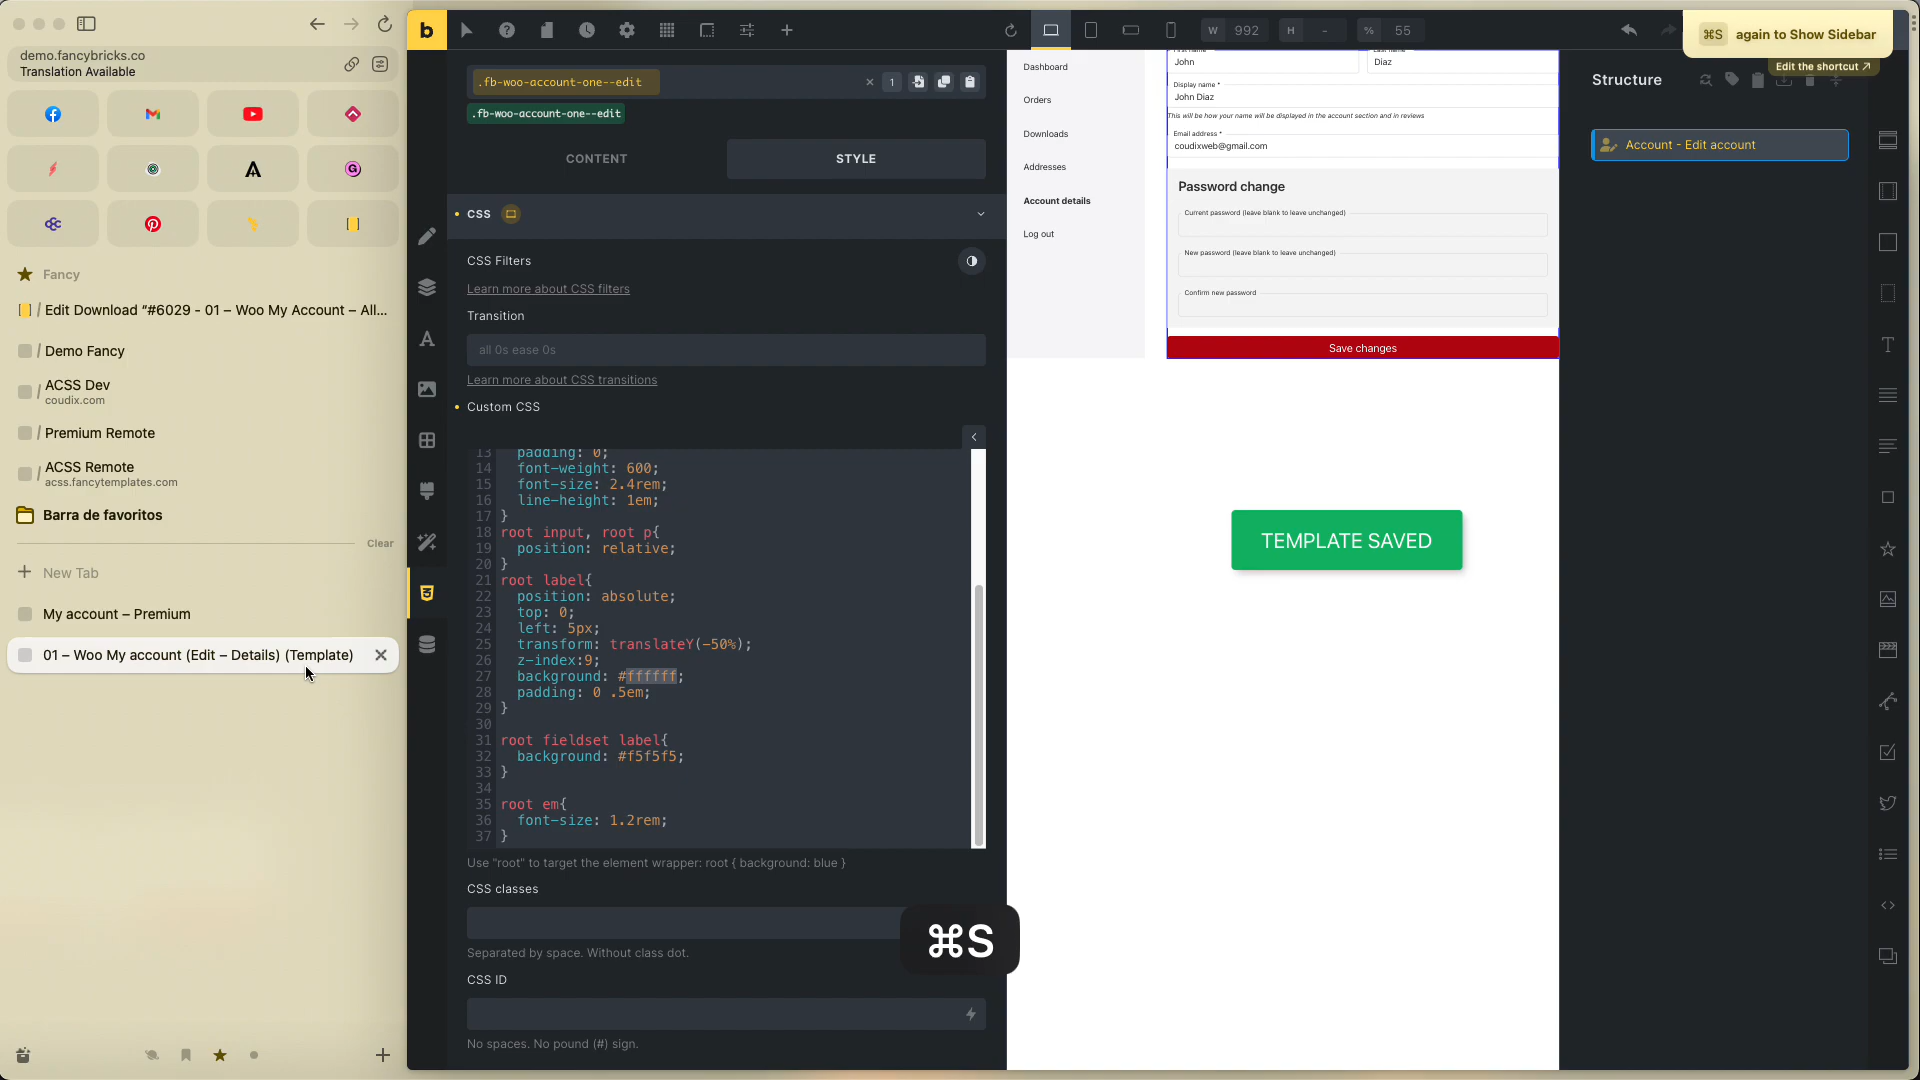 demo.fancybricks.co
Translation Available
Fancy
/ Edit Download “#6029 - 01 – Woo My Account – All...
/ Demo Fancy
/ ACSS Dev
coudix.com
/ Premium Remote
/ ACSS Remote
acss.fancytemplates.com
Barra de favoritos
Clear
New Tab
My account – Premium
01 – Woo My account (Edit – Details) (Template)
b
W 992
H -
% 55
.fb-woo-account-one--edit
1
.fb-woo-account-one--edit
CONTENT
STYLE
CSS
CSS Filters
Learn more about CSS filters
Transition
all 0s ease 0s
Learn more about CSS transitions
Custom CSS
13 padding: 0;
14 font-weight: 600;
15 font-size: 2.4rem;
16 line-height: 1em;
17 }
18 root input, root p{
19 position: relative;
20 }
21 root label{
22 position: absolute;
23 top: 0;
24 left: 5px;
25 transform: translateY(-50%);
26 z-index:9;
27 background: #ffffff;
28 padding: 0 .5em;
29 }
30
31 root fieldset label{
32 background: #f5f5f5;
33 }
34
35 root em{
36 font-size: 1.2rem;
37 }
Use "root" to target the element wrapper: root { background: blue }
CSS classes
Separated by space. Without class dot.
CSS ID
No spaces. No pound (#) sign.
⌘S
Dashboard
Orders
Downloads
Addresses
Account details
Log out
First name *
Last name *
John
Diaz
Display name *
John Diaz
This will be how your name will be displayed in the account section and in reviews
Email address *
coudixweb@gmail.com
Password change
Current password (leave blank to leave unchanged)
New password (leave blank to leave unchanged)
Confirm new password
Save changes
TEMPLATE SAVED
⌘S again to Show Sidebar
Edit the shortcut ↗
Structure
Account - Edit account